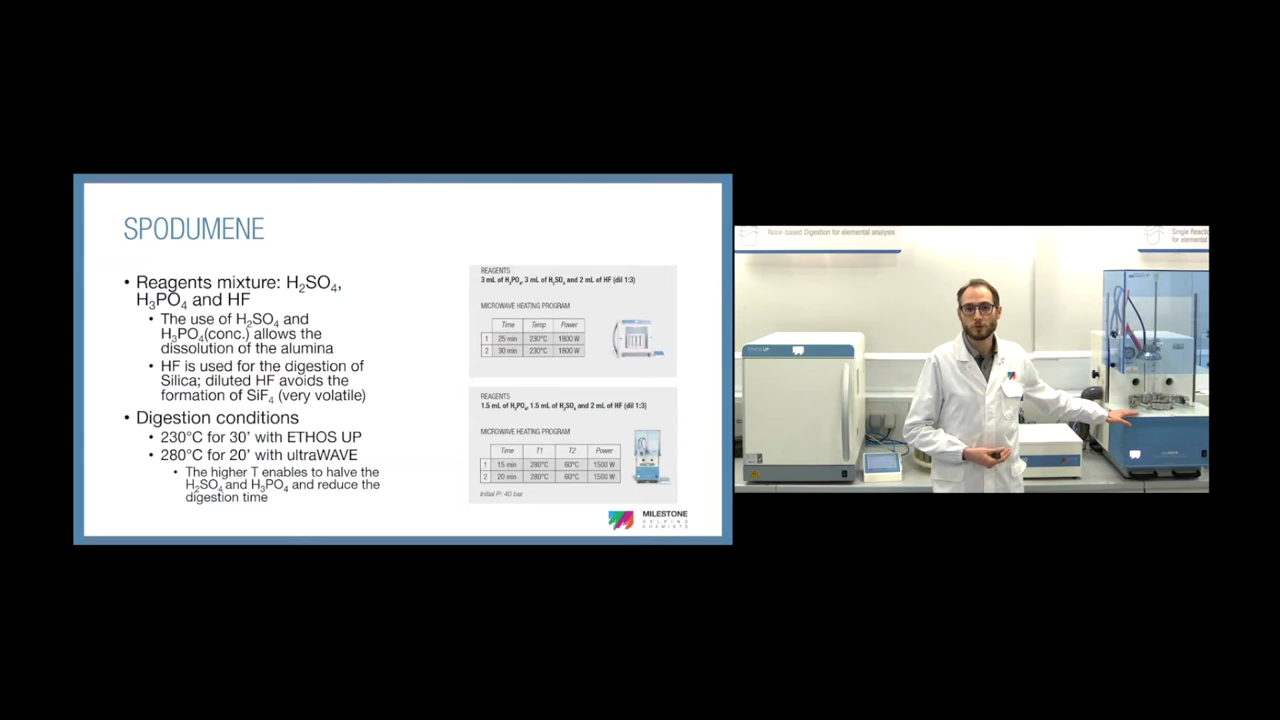 SPODUMENE
• Reagents mixture: H2SO4,
H3PO4 and HF
• The use of H2SO4 and
H3PO4(conc.) allows the
dissolution of the alumina
• HF is used for the digestion of
Silica; diluted HF avoids the
formation of SiF4 (very volatile)
• Digestion conditions
• 230°C for 30' with ETHOS UP
• 280°C for 20' with ultraWAVE
• The higher T enables to halve the
H2SO4 and H3PO4 and reduce the
digestion time
REAGENTS
3 mL of H3PO4, 3 mL of H2SO4 and 2 mL of HF (dil 1:3)
MICROWAVE HEATING PROGRAM
Time Temp Power
1 25 min 230°C 1800 W
2 30 min 230°C 1800 W
REAGENTS
1.5 mL of H3PO4, 1.5 mL of H2SO4 and 2 mL of HF (dil 1:3)
MICROWAVE HEATING PROGRAM
Time T1 T2 Power
1 15 min 280°C 60°C 1500 W
2 20 min 280°C 60°C 1500 W
Initial P: 40 bar
MILESTONE
HELPING
CHEMISTS
Rotor-based Digestion for elemental analysis
Single Reac
for elemental
ETHOS UP